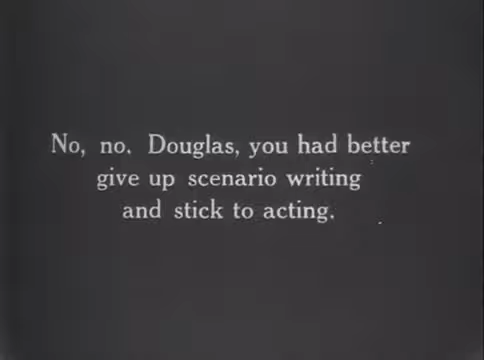 No, no. Douglas, you had better
give up scenario writing
and stick to acting.